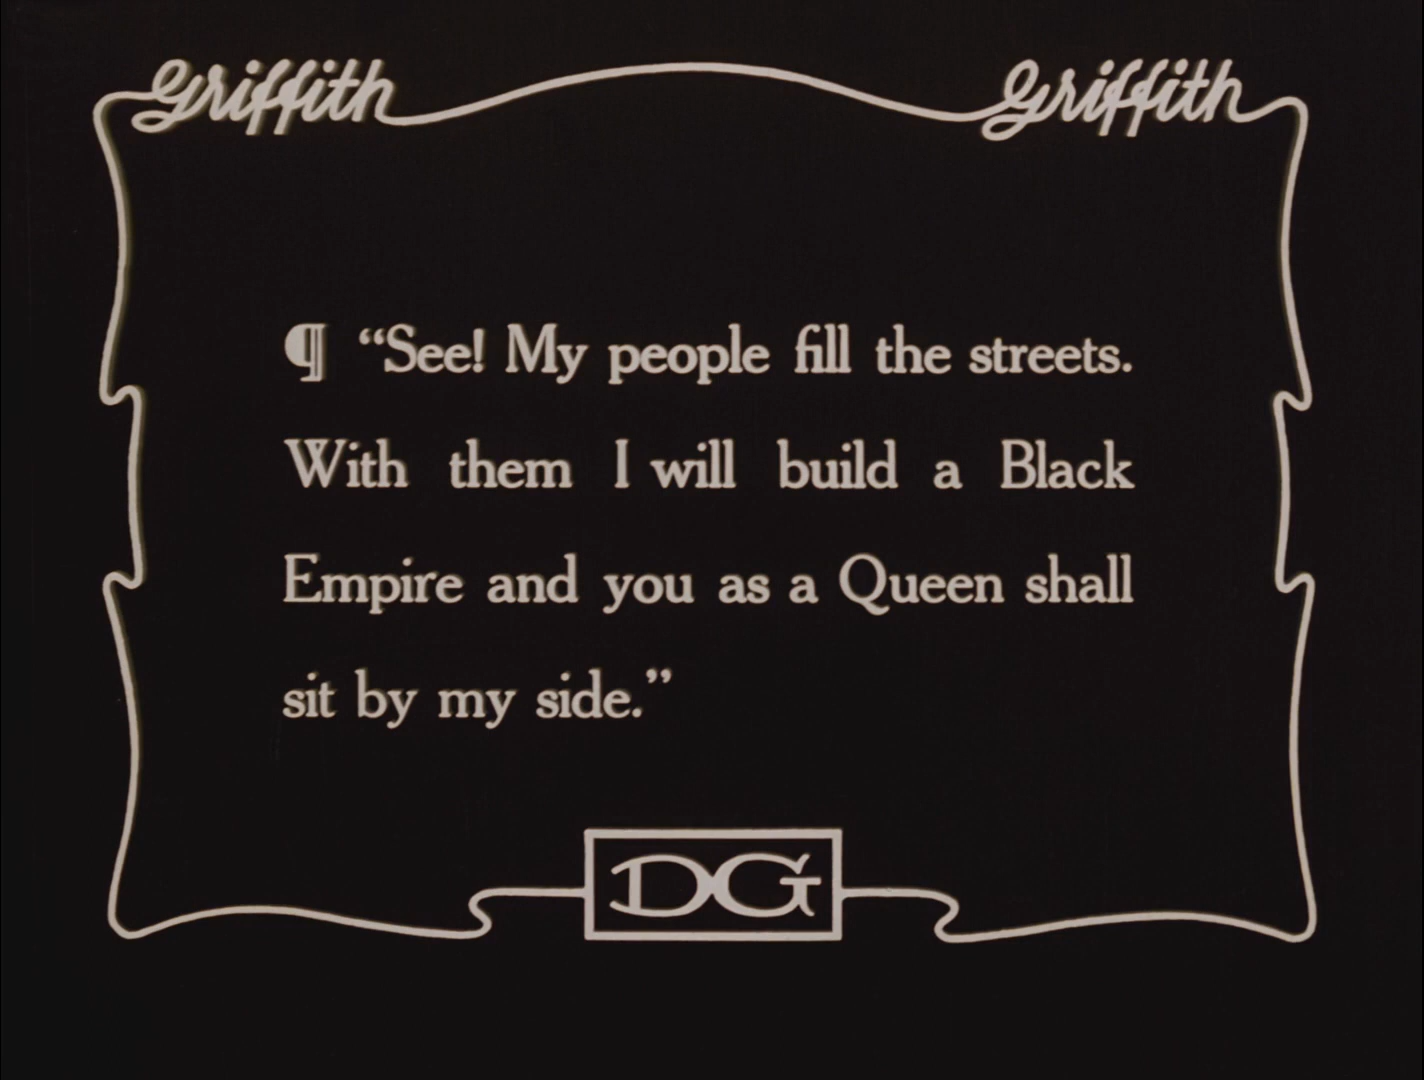 Griffith Griffith
¶ “See! My people fill the streets.
With them I will build a Black
Empire and you as a Queen shall
sit by my side.”
DG